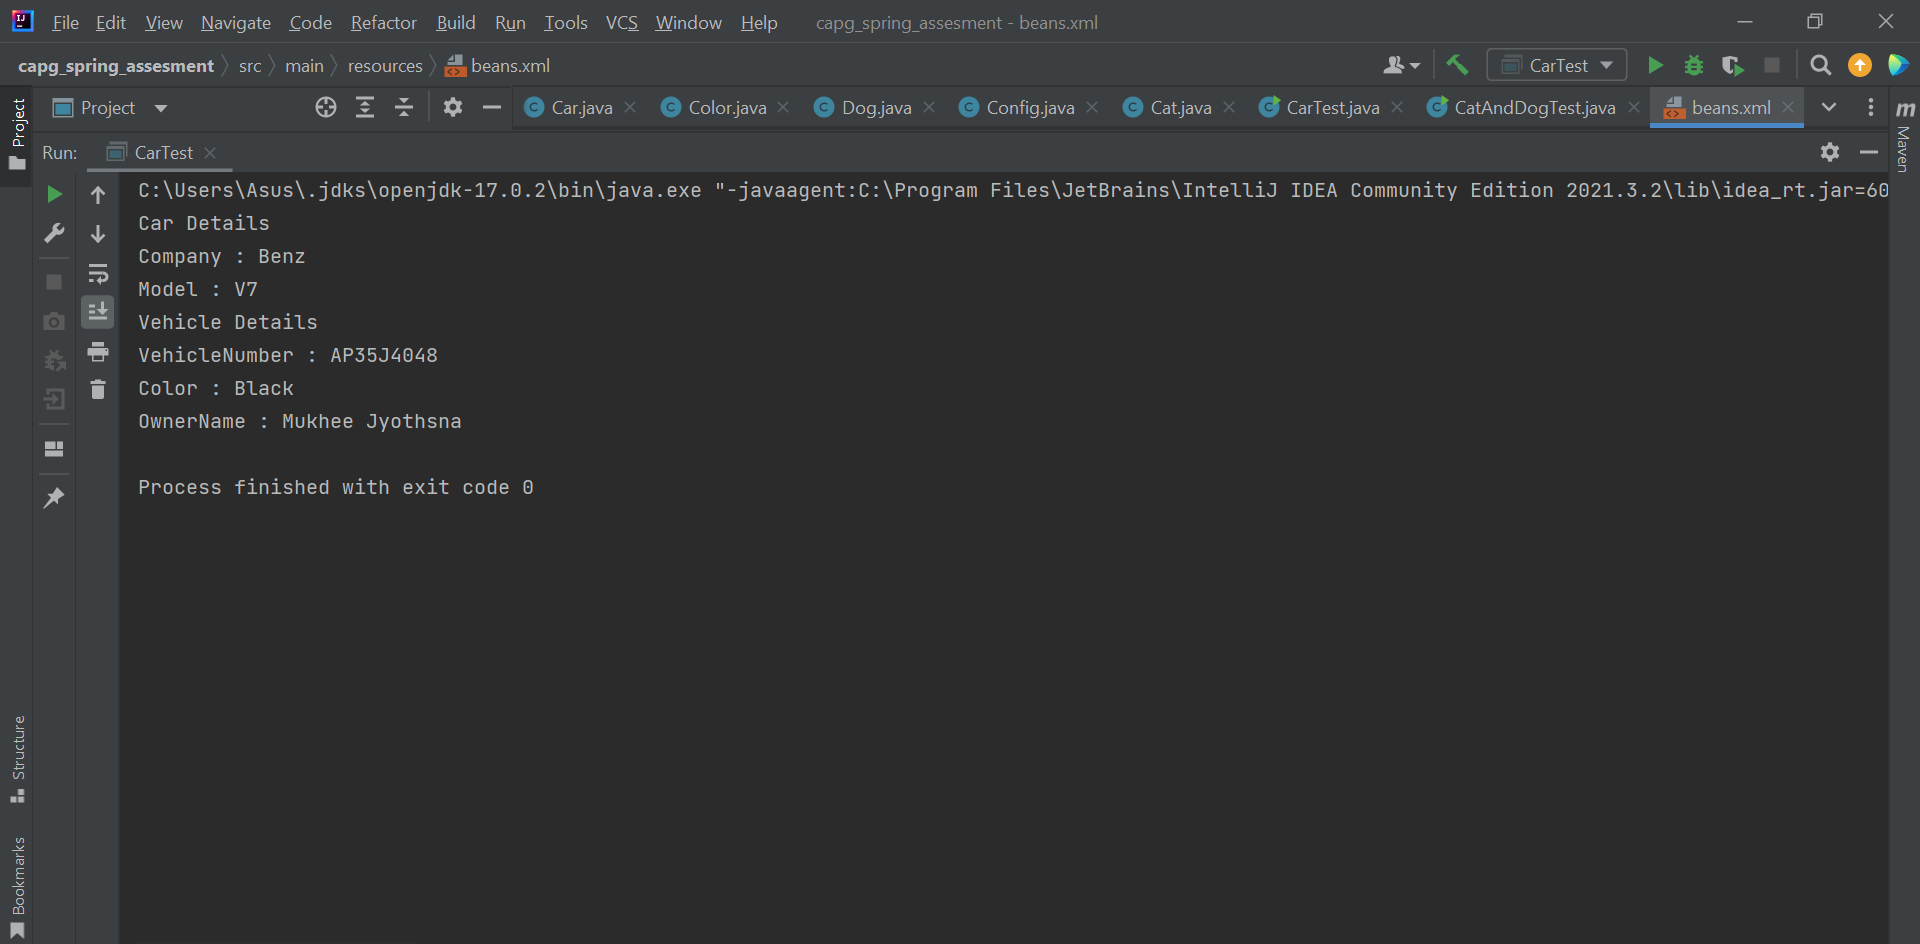 File Edit View Navigate Code Refactor Build Run Tools VCS Window Help capg_spring_assesment - beans.xml
capg_spring_assesment src main resources beans.xml CarTest
Project Car.java Color.java Dog.java Config.java Cat.java CarTest.java CatAndDogTest.java beans.xml
Run: CarTest
C:\Users\Asus\.jdks\openjdk-17.0.2\bin\java.exe "-javaagent:C:\Program Files\JetBrains\IntelliJ IDEA Community Edition 2021.3.2\lib\idea_rt.jar=60
Car Details
Company : Benz
Model : V7
Vehicle Details
VehicleNumber : AP35J4048
Color : Black
OwnerName : Mukhee Jyothsna
Process finished with exit code 0
Project
Structure
Bookmarks
m Maven